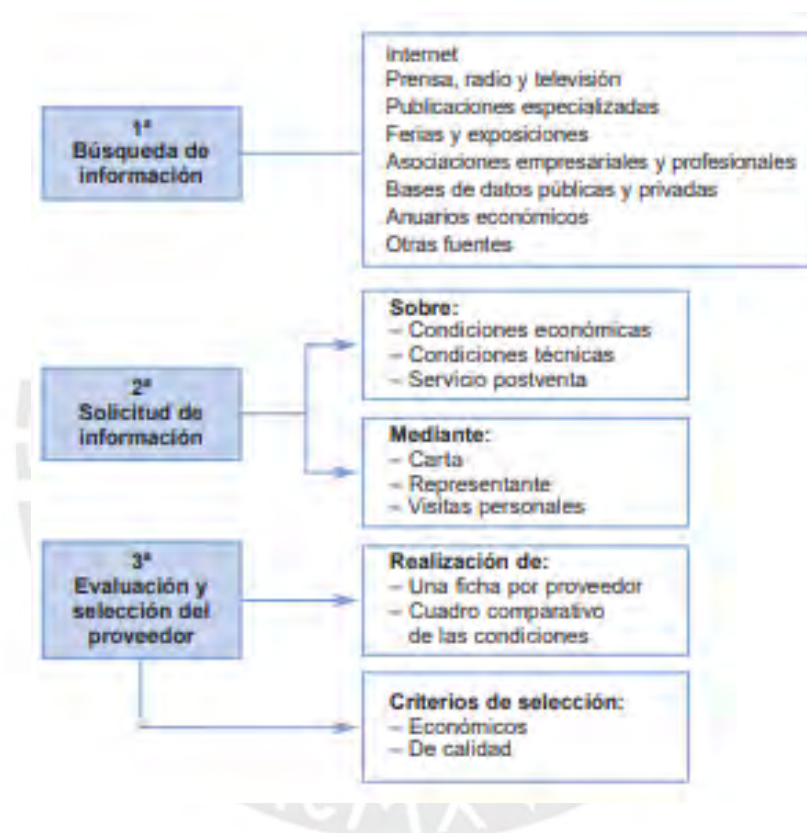 1ª
Búsqueda de
información
Internet
Prensa, radio y televisión
Publicaciones especializadas
Ferias y exposiciones
Asociaciones empresariales y profesionales
Bases de datos públicas y privadas
Anuarios económicos
Otras fuentes
2ª
Solicitud de
información
Sobre:
– Condiciones económicas
– Condiciones técnicas
– Servicio postventa
Mediante:
– Carta
– Representante
– Visitas personales
3ª
Evaluación y
selección del
proveedor
Realización de:
– Una ficha por proveedor
– Cuadro comparativo
de las condiciones
Criterios de selección:
– Económicos
– De calidad